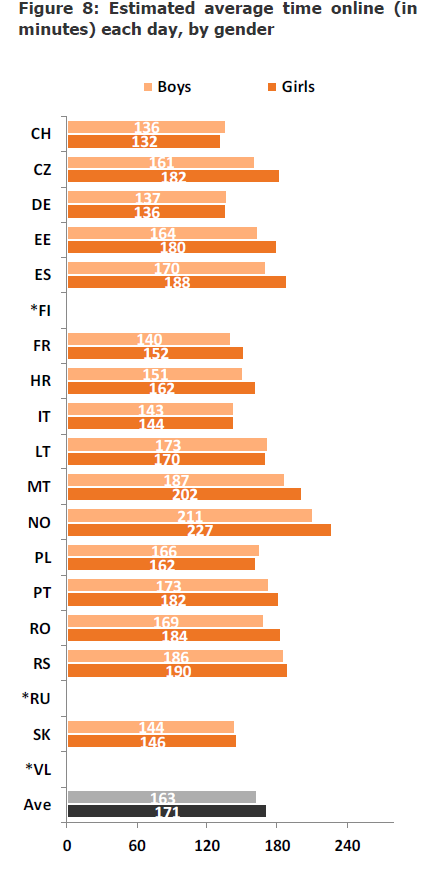 Figure 8: Estimated average time online (in
minutes) each day, by gender
Boys Girls
CH 136
132
CZ 161
182
DE 137
136
EE 164
180
ES 170
188
*FI
FR 140
152
HR 151
162
IT 143
144
LT 173
170
MT 187
202
NO 211
227
PL 166
162
PT 173
182
RO 169
184
RS 186
190
*RU
SK 144
146
*VL
Ave 163
171
0 60 120 180 240